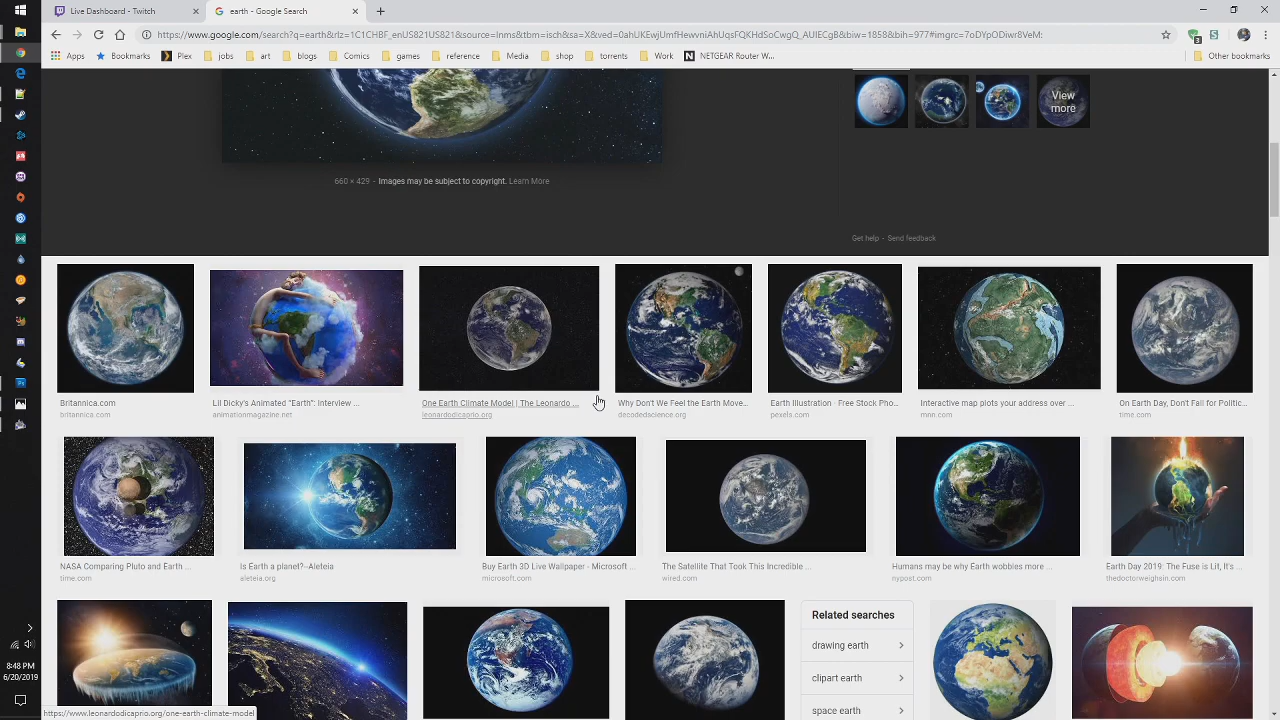 Live Dashboard - Twitch
earth - Google Search
https://www.google.com/search?q=earth&rlz=1C1CHBF_enUS821US821&source=lnms&tbm=isch&sa=X&ved=0ahUKEwjUmfHewvniAhUqsFQKHdSoCwgQ_AUIECgB&biw=1858&bih=977#imgrc=7oDYpODiwr8VeM:
3
Apps
Bookmarks
Plex
jobs
art
comics
games
reference
Media
shop
torrents
Work
NETGEAR Router W...
Other bookmarks
View more
660 × 429 - Images may be subject to copyright. Learn More
Get help - Send feedback
Britannica.com
britannica.com
Lil Dicky's Animated "Earth": Interview ...
animationmagazine.net
One Earth Climate Model | The Leonardo ...
leonardodicaprio.org
Why Don't We Feel the Earth Move...
decodedscience.org
Earth Illustration · Free Stock Pho...
pexels.com
Interactive map plots your address over ...
mnn.com
On Earth Day, Don't Fall for Politic...
time.com
NASA Comparing Pluto and Earth ...
time.com
Is Earth a planet?--Aleteia
aleteia.org
Buy Earth 3D Live Wallpaper - Microsoft ...
microsoft.com
The Satellite That Took This Incredible ...
wired.com
Humans may be why Earth wobbles more ...
nypost.com
Earth Day 2019: The Fuse is Lit, It's ...
thedoctorweighsin.com
Related searches
drawing earth
clipart earth
space earth
8:48 PM
6/20/2019
https://www.leonardodicaprio.org/one-earth-climate-model